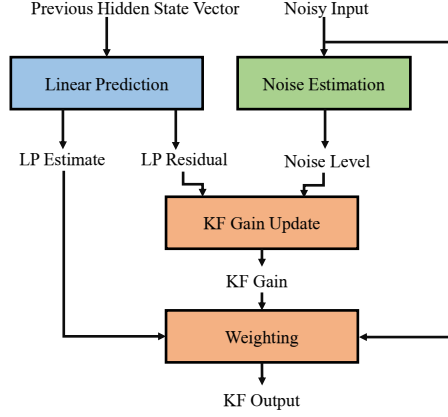 Previous Hidden State Vector
Noisy Input
Linear Prediction
Noise Estimation
LP Estimate
LP Residual
Noise Level
KF Gain Update
KF Gain
Weighting
KF Output